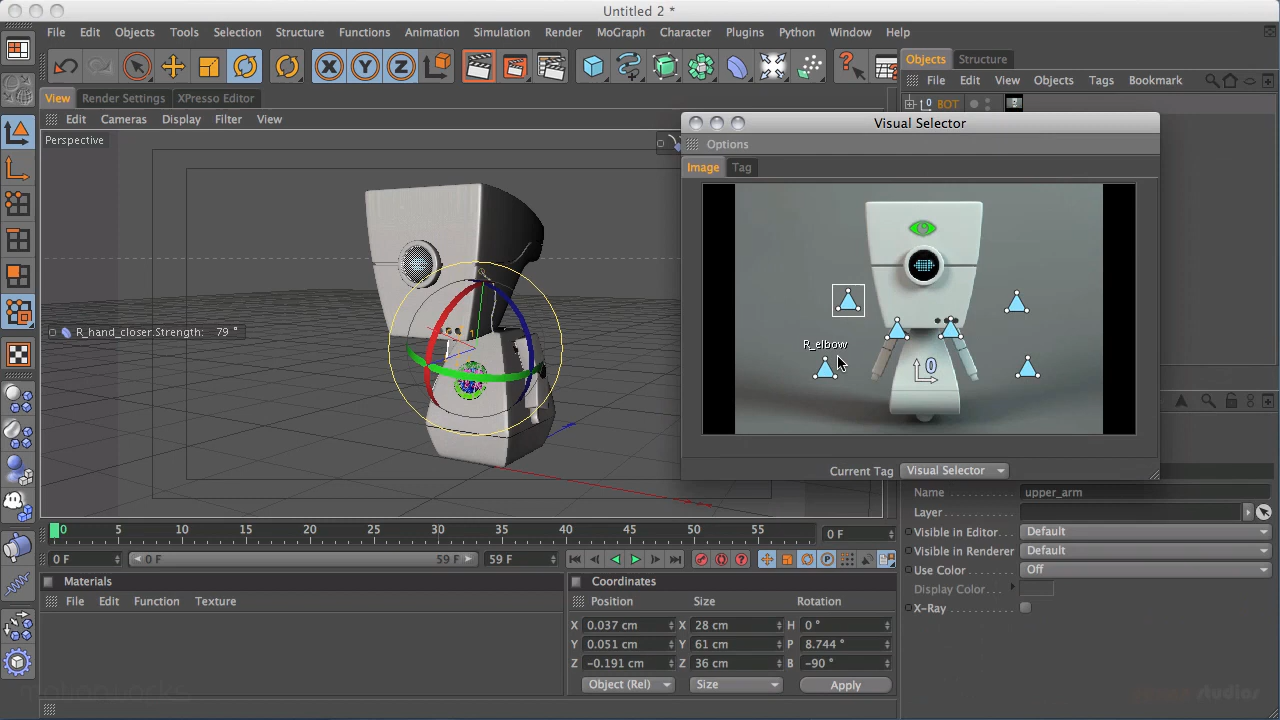 Untitled 2 *
File Edit Objects Tools Selection Structure Functions Animation Simulation Render MoGraph Character Plugins Python Window Help
Objects Structure
File Edit View Objects Tags Bookmark
View Render Settings XPresso Editor
BOT
Edit Cameras Display Filter View
Visual Selector
Perspective
Options
Image Tag
R_hand_closer.Strength: 79 °
R_elbow
0
Current Tag Visual Selector
Name upper_arm
Layer
Visible in Editor... Default
Visible in Renderer Default
Use Color Off
Display Color...
X-Ray
0 5 10 15 20 25 30 35 40 45 50 55
0 F
0 F 0 F 59 F 59 F
Materials
File Edit Function Texture
Coordinates
Position Size Rotation
X 0.037 cm X 28 cm H 0 °
Y 0.051 cm Y 61 cm P 8.744 °
Z -0.191 cm Z 36 cm B -90 °
Object (Rel) Size Apply
motionworks
studios